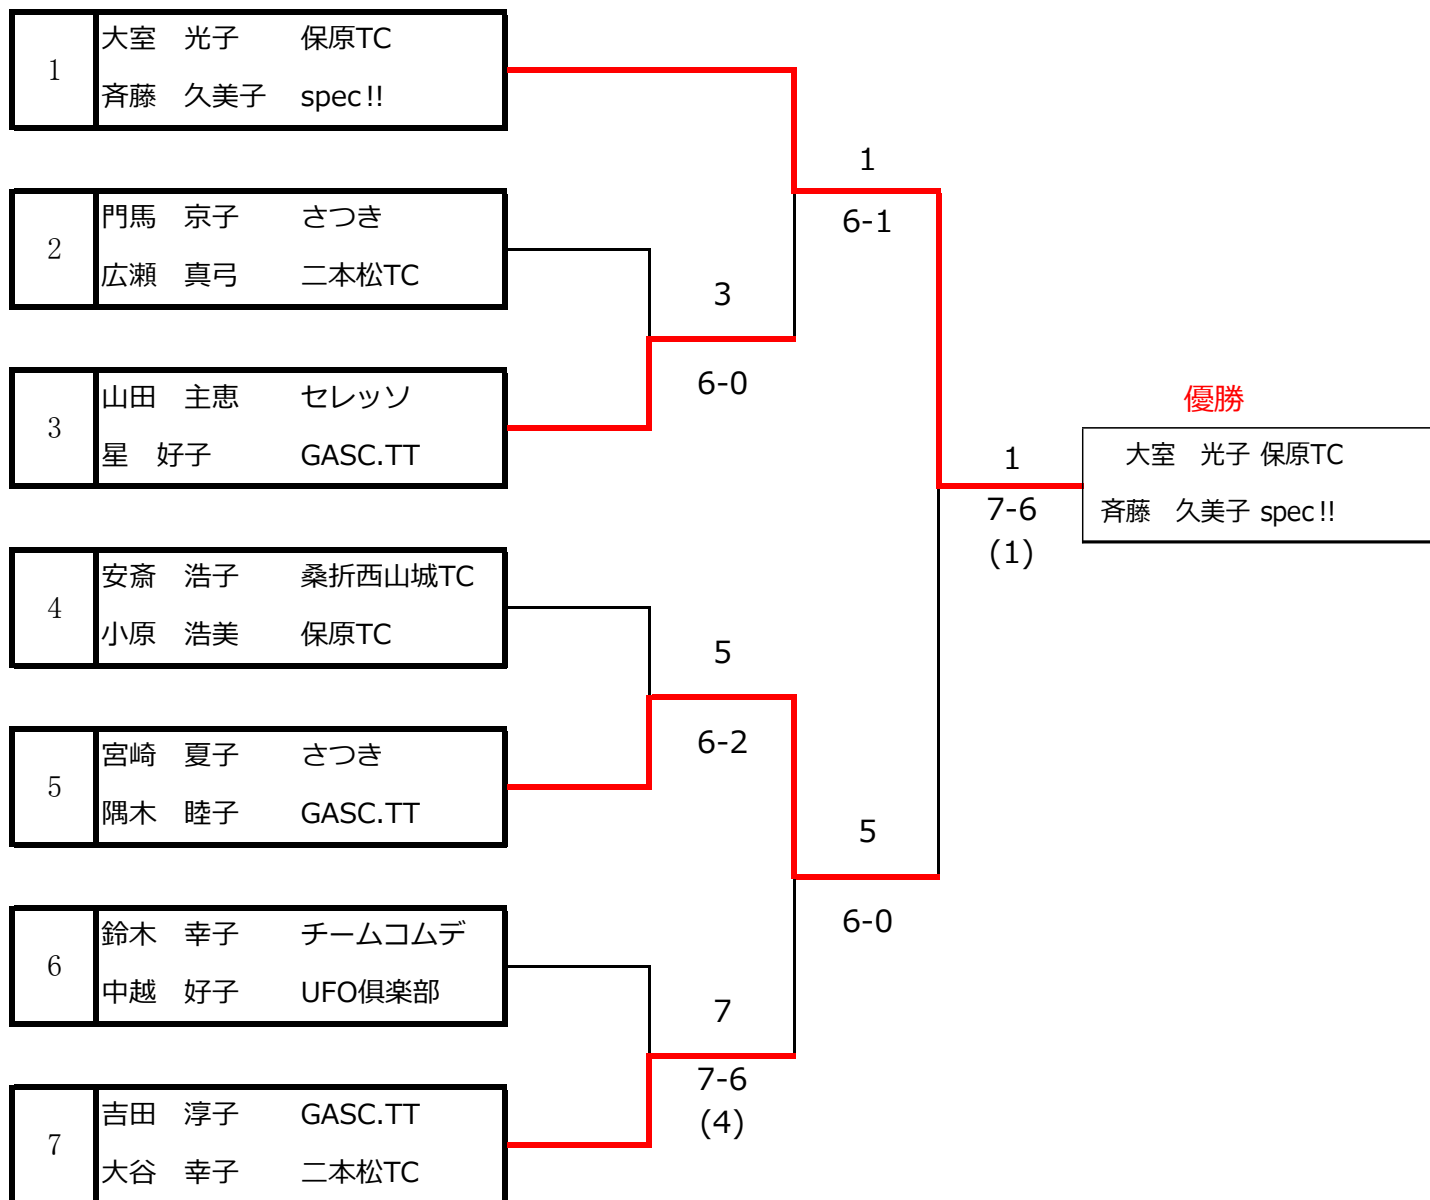 1
大室　光子　保原TC
斉藤　久美子　spec!!
2
門馬　京子　さつき
広瀬　真弓　二本松TC
3
山田　主恵　セレッソ
星　好子　GASC.TT
4
安斎　浩子　桑折西山城TC
小原　浩美　保原TC
5
宮崎　夏子　さつき
隅木　睦子　GASC.TT
6
鈴木　幸子　チームコムデ
中越　好子　UFO倶楽部
7
吉田　淳子　GASC.TT
大谷　幸子　二本松TC
3
6-0
5
6-2
7
7-6
(4)
1
6-1
5
6-0
1
7-6
(1)
優勝
大室　光子 保原TC
斉藤　久美子 spec!!